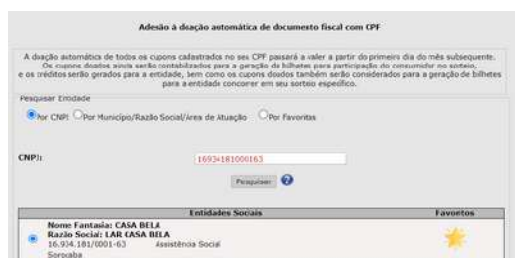 Adesão à doação automática de documento fiscal com CPF
A doação automática de todos os cupons cadastrados no seu CPF passará a valer a partir do primeiro dia do mês subsequente.
Os cupons doados ainda serão contabilizados para a geração de bilhetes para participação do consumidor no sorteio,
e os créditos serão gerados para a entidade, bem como os cupons doados também serão considerados para a geração de bilhetes
para a entidade concorrer em seu sorteio específico.
Pesquisar Entidade
Por CNPJ Por Município/Razão Social/Área de Atuação Por Favoritas
CNPJ: 16934181000163
Pesquisar
Entidades Sociais Favoritos
Nome Fantasia: CASA BELA
Razão Social: LAR CASA BELA
16.934.181/0001-63 Assistência Social
Sorocaba